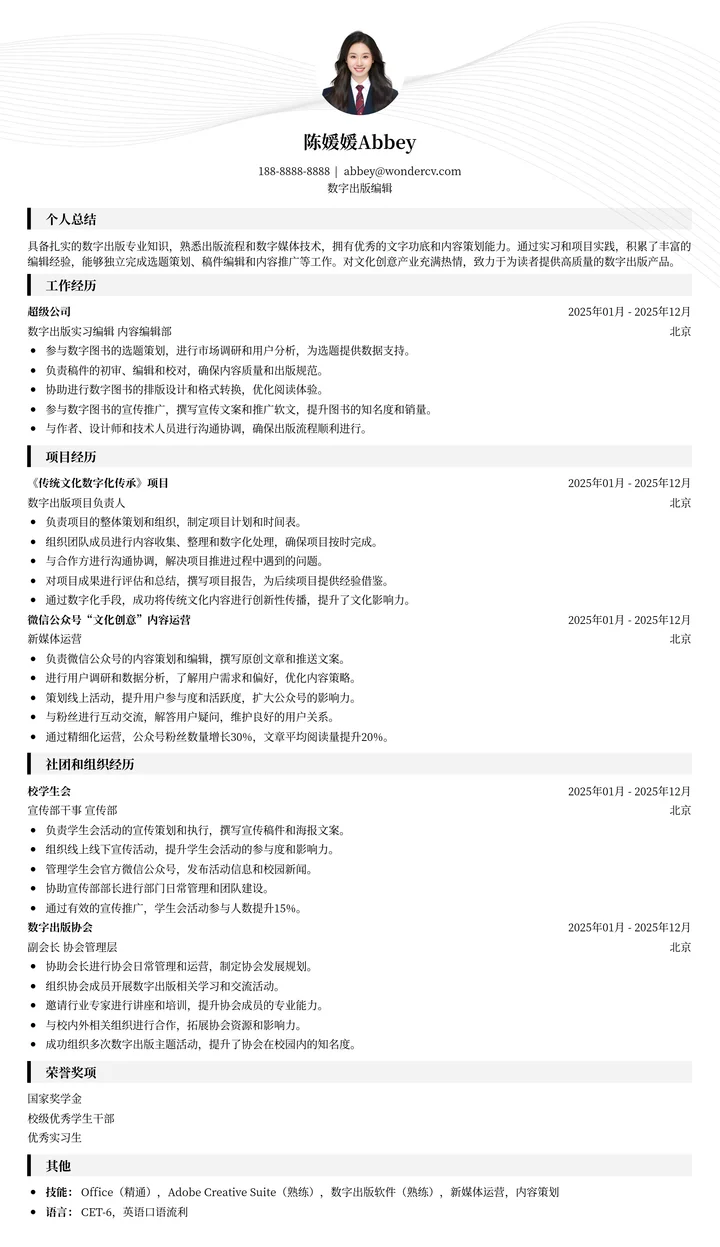 陈媛媛Abbey
188-8888-8888 | abbey@wondercv.com
数字出版编辑
个人总结
具备扎实的数字出版专业知识，熟悉出版流程和数字媒体技术，拥有优秀的文字功底和内容策划能力。通过实习和项目实践，积累了丰富的
编辑经验，能够独立完成选题策划、稿件编辑和内容推广等工作。对文化创意产业充满热情，致力于为读者提供高质量的数字出版产品。
工作经历
超级公司 2025年01月 - 2025年12月
数字出版实习编辑 内容编辑部 北京
• 参与数字图书的选题策划，进行市场调研和用户分析，为选题提供数据支持。
• 负责稿件的初审、编辑和校对，确保内容质量和出版规范。
• 协助进行数字图书的排版设计和格式转换，优化阅读体验。
• 参与数字图书的宣传推广，撰写宣传文案和推广软文，提升图书的知名度和销量。
• 与作者、设计师和技术人员进行沟通协调，确保出版流程顺利进行。
项目经历
《传统文化数字化传承》项目 2025年01月 - 2025年12月
数字出版项目负责人 北京
• 负责项目的整体策划和组织，制定项目计划和时间表。
• 组织团队成员进行内容收集、整理和数字化处理，确保项目按时完成。
• 与合作方进行沟通协调，解决项目推进过程中遇到的问题。
• 对项目成果进行评估和总结，撰写项目报告，为后续项目提供经验借鉴。
• 通过数字化手段，成功将传统文化内容进行创新性传播，提升了文化影响力。
微信公众号“文化创意”内容运营 2025年01月 - 2025年12月
新媒体运营 北京
• 负责微信公众号的内容策划和编辑，撰写原创文章和推送文案。
• 进行用户调研和数据分析，了解用户需求和偏好，优化内容策略。
• 策划线上活动，提升用户参与度和活跃度，扩大公众号的影响力。
• 与粉丝进行互动交流，解答用户疑问，维护良好的用户关系。
• 通过精细化运营，公众号粉丝数量增长30%，文章平均阅读量提升20%。
社团和组织经历
校学生会 2025年01月 - 2025年12月
宣传部干事 宣传部 北京
• 负责学生会活动的宣传策划和执行，撰写宣传稿件和海报文案。
• 组织线上线下宣传活动，提升学生会活动的参与度和影响力。
• 管理学生会官方微信公众号，发布活动信息和校园新闻。
• 协助宣传部部长进行部门日常管理和团队建设。
• 通过有效的宣传推广，学生会活动参与人数提升15%。
数字出版协会 2025年01月 - 2025年12月
副会长 协会管理层 北京
• 协助会长进行协会日常管理和运营，制定协会发展规划。
• 组织协会成员开展数字出版相关学习和交流活动。
• 邀请行业专家进行讲座和培训，提升协会成员的专业能力。
• 与校内外相关组织进行合作，拓展协会资源和影响力。
• 成功组织多次数字出版主题活动，提升了协会在校园内的知名度。
荣誉奖项
国家奖学金
校级优秀学生干部
优秀实习生
其他
• 技能： Office（精通），Adobe Creative Suite（熟练），数字出版软件（熟练），新媒体运营，内容策划
• 语言： CET-6，英语口语流利